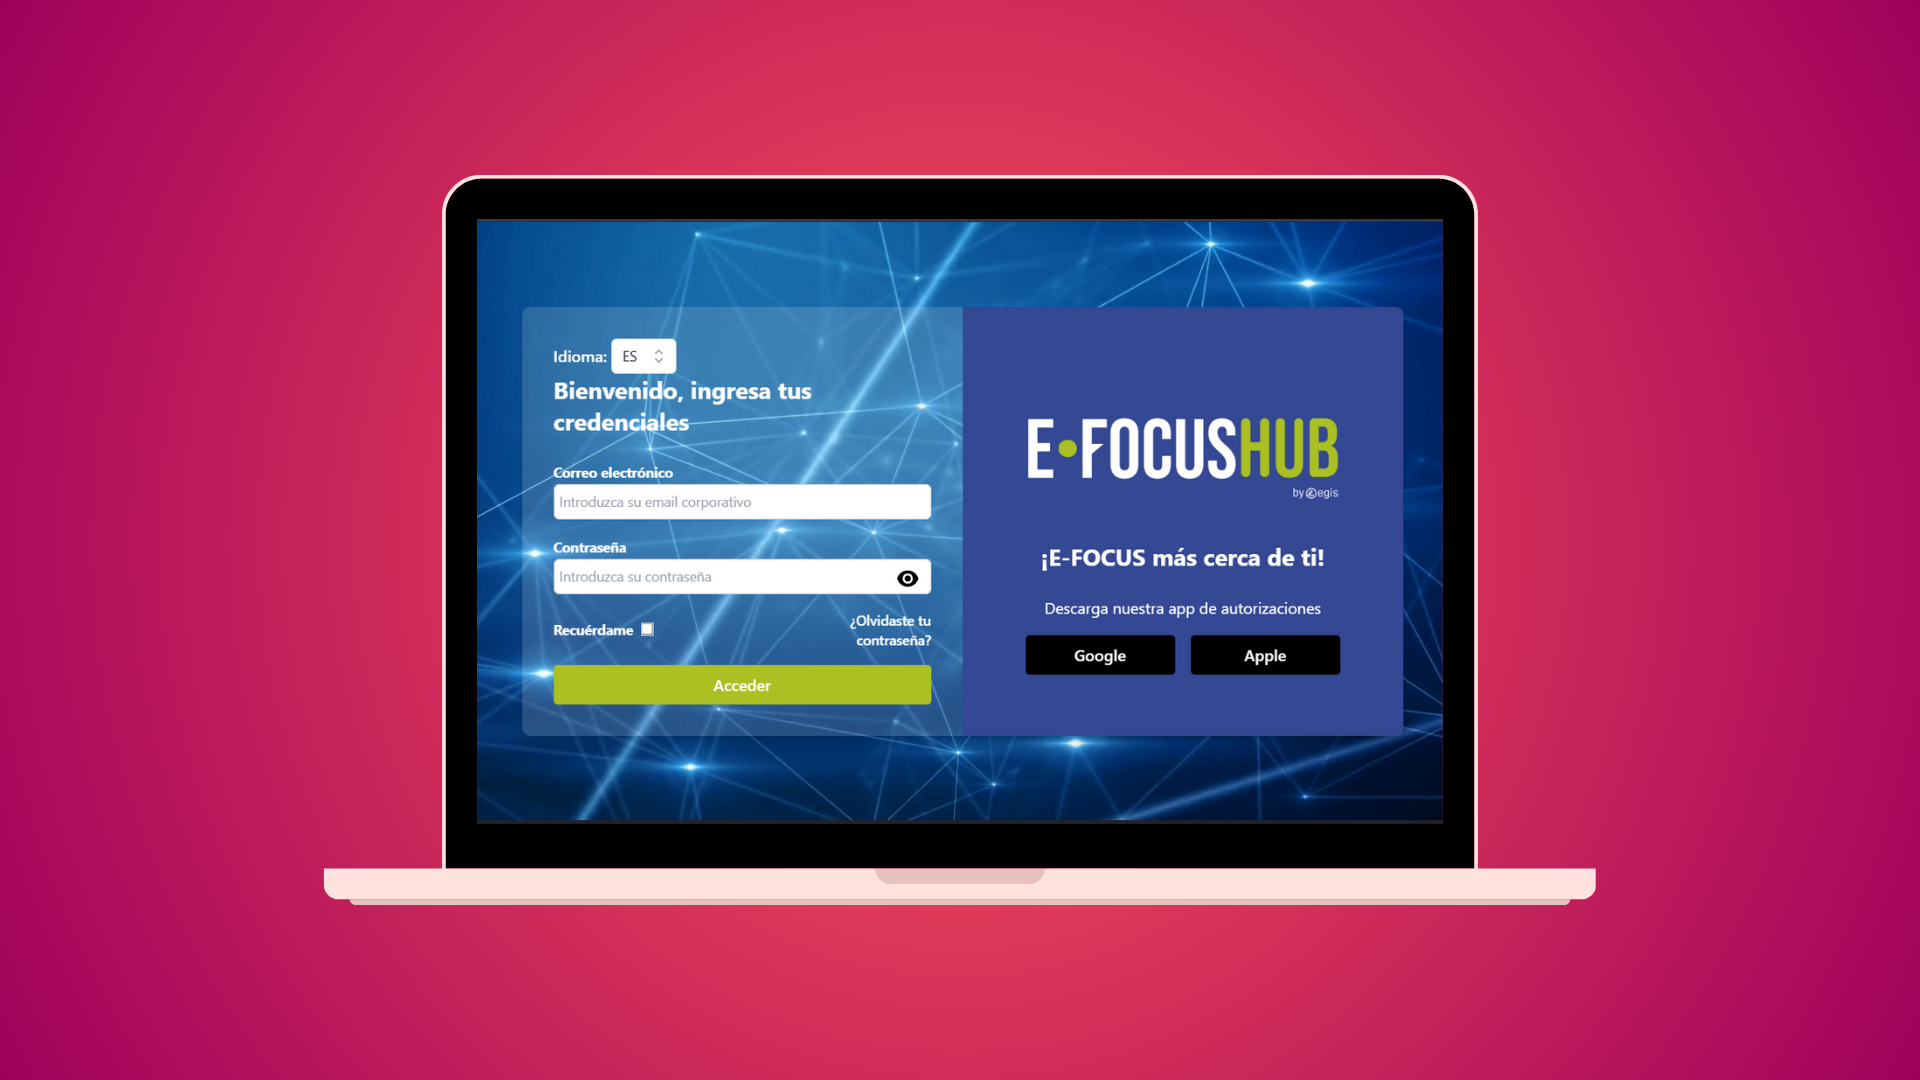 Idioma: ES
Bienvenido, ingresa tus
credenciales
Correo electrónico
Introduzca su email corporativo
Contraseña
Introduzca su contraseña
Recuérdame
¿Olvidaste tu
contraseña?
Acceder
E·FOCUSHUB
by egis
¡E-FOCUS más cerca de ti!
Descarga nuestra app de autorizaciones
Google
Apple